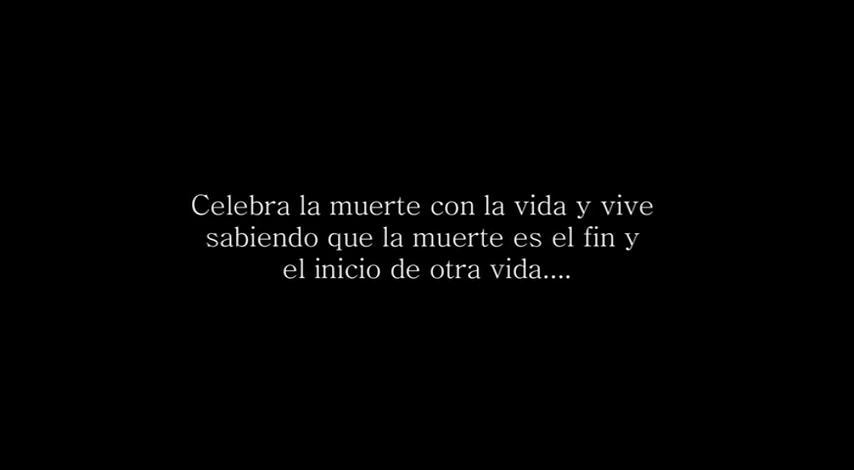 Celebra la muerte con la vida y vive
sabiendo que la muerte es el fin y
el inicio de otra vida....